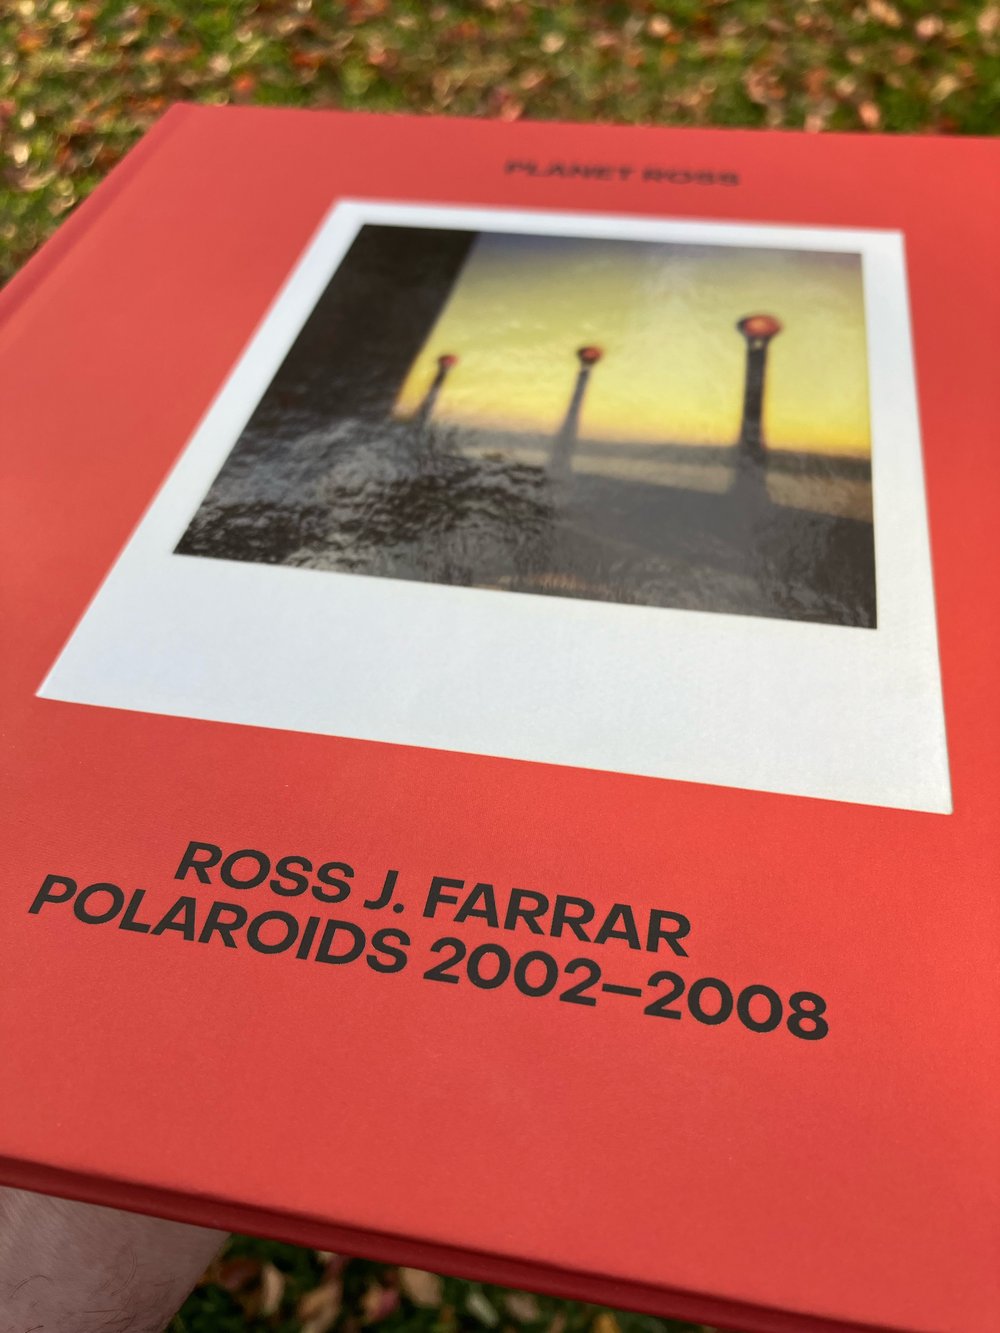 PLANET ROSS
ROSS J. FARRAR
POLAROIDS 2002–2008